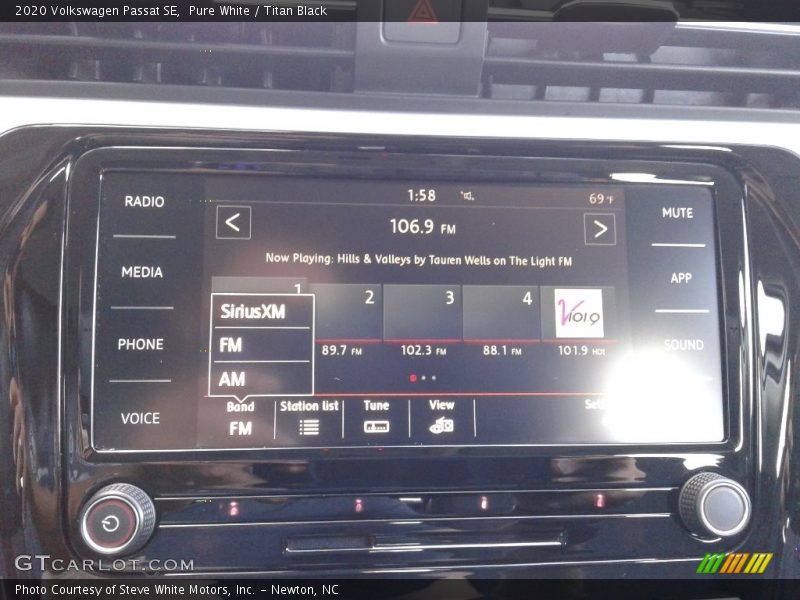 2020 Volkswagen Passat SE,  Pure White / Titan Black
1:58
69°F
RADIO
MUTE
106.9 FM
Now Playing: Hills & Valleys by Tauren Wells on The Light FM
MEDIA
APP
1
2
3
4
SiriusXM
V101.9
PHONE
FM
SOUND
89.7 FM
102.3 FM
88.1 FM
101.9 HD1
AM
VOICE
Band
FM
Station list
Tune
View
GTCARLOT.COM
Photo Courtesy of Steve White Motors, Inc. – Newton, NC